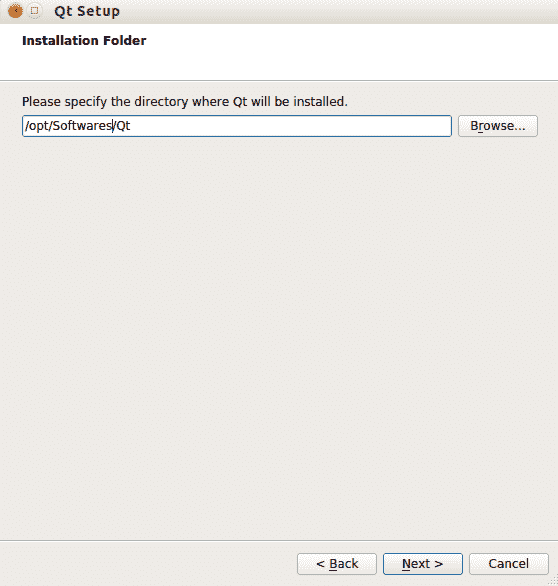 Qt Setup
Installation Folder
Please specify the directory where Qt will be installed.
/opt/Softwares/Qt
Browse...
< Back
Next >
Cancel